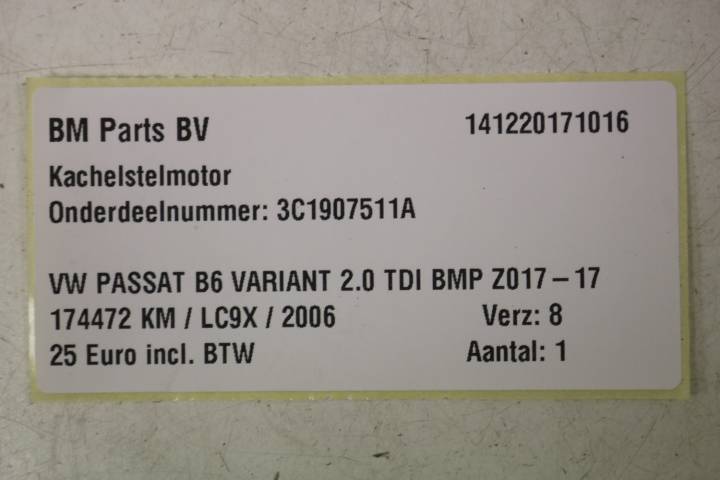 BM Parts BV 141220171016
Kachelstelmotor
Onderdeelnummer: 3C1907511A
VW PASSAT B6 VARIANT 2.0 TDI BMP Z017-17
174472 KM / LC9X / 2006 Verz: 8
25 Euro incl. BTW Aantal: 1